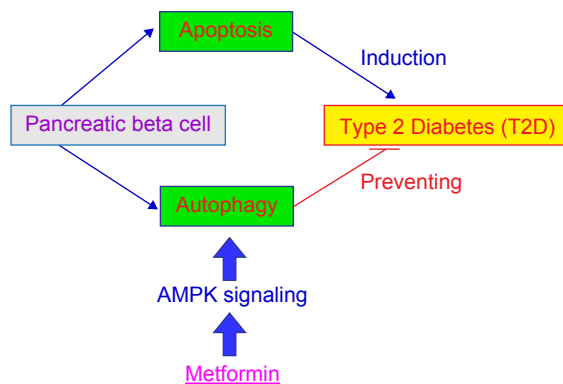 Apoptosis
Induction
Pancreatic beta cell
Type 2 Diabetes (T2D)
Preventing
Autophagy
AMPK signaling
Metformin